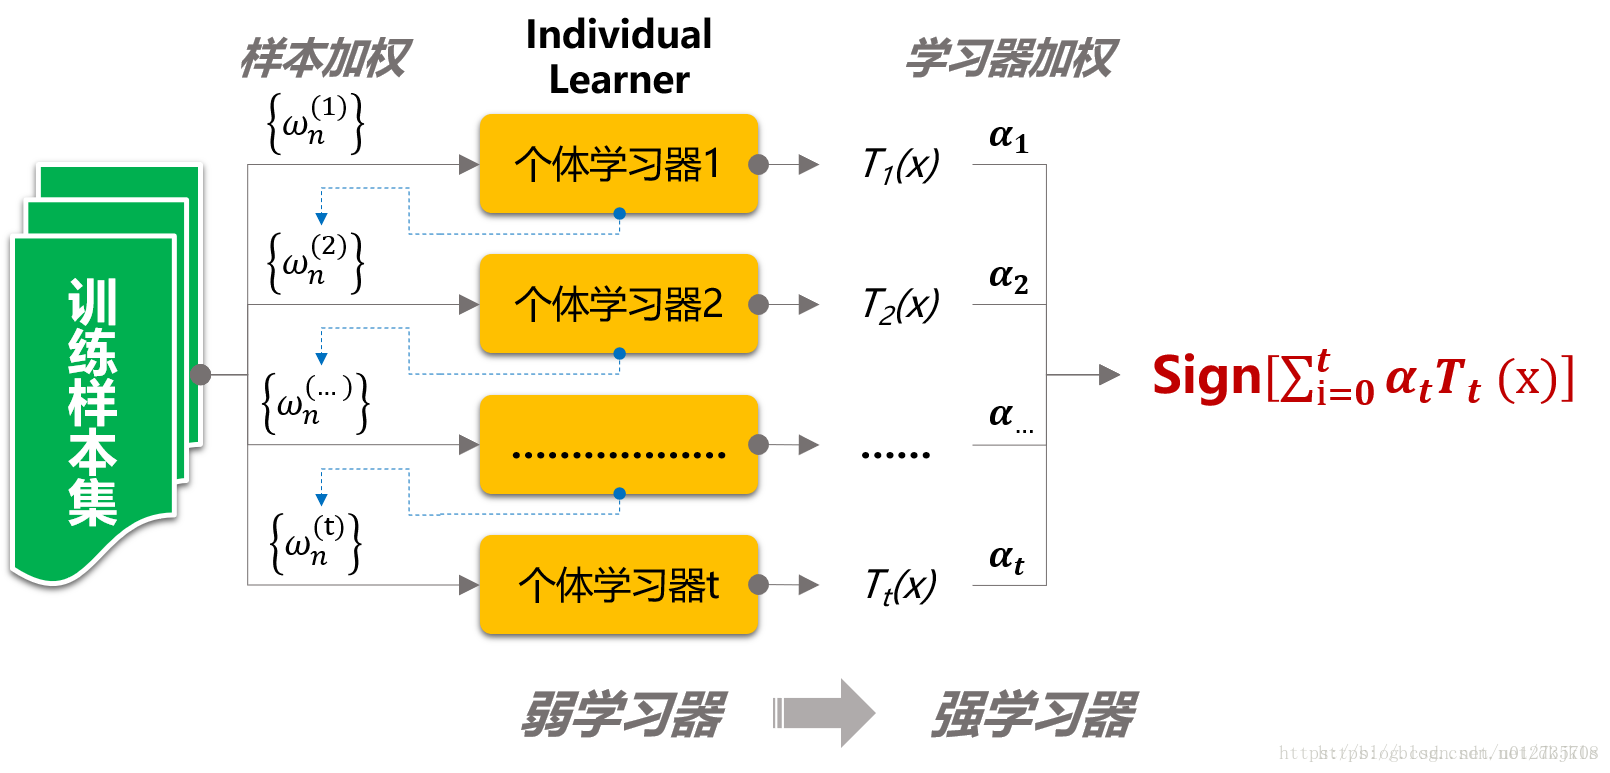 样本加权
Individual
Learner
学习器加权
{ω_n^(1)}
个体学习器1
T_1(x)
α_1
{ω_n^(2)}
个体学习器2
T_2(x)
α_2
训练样本集
{ω_n^(...)}
..................
......
α_...
Sign[∑_{i=0}^{t} α_t T_t (x)]
{ω_n^(t)}
个体学习器t
T_t(x)
α_t
弱学习器
强学习器